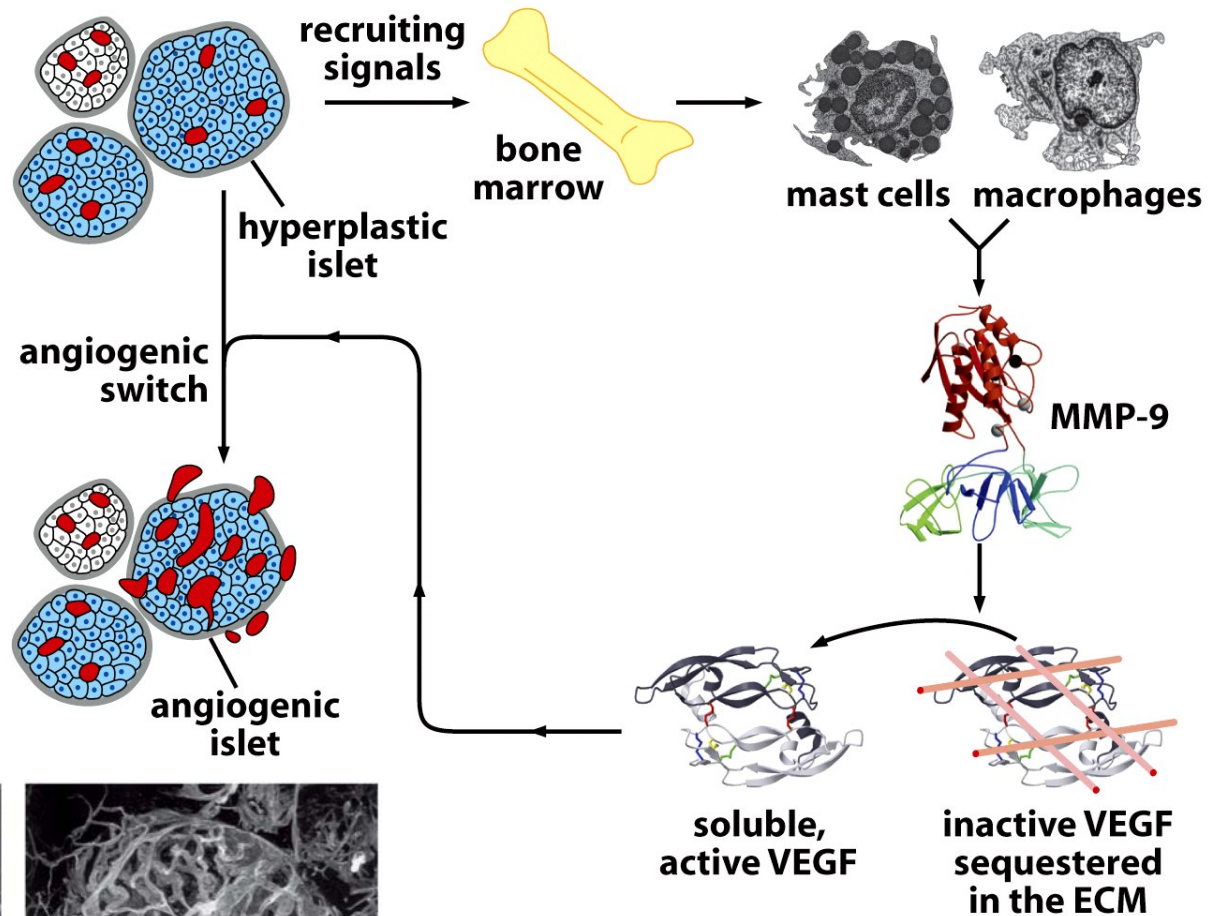 recruiting
signals
bone
marrow
mast cells
macrophages
hyperplastic
islet
angiogenic
switch
MMP-9
angiogenic
islet
soluble,
active VEGF
inactive VEGF
sequestered
in the ECM